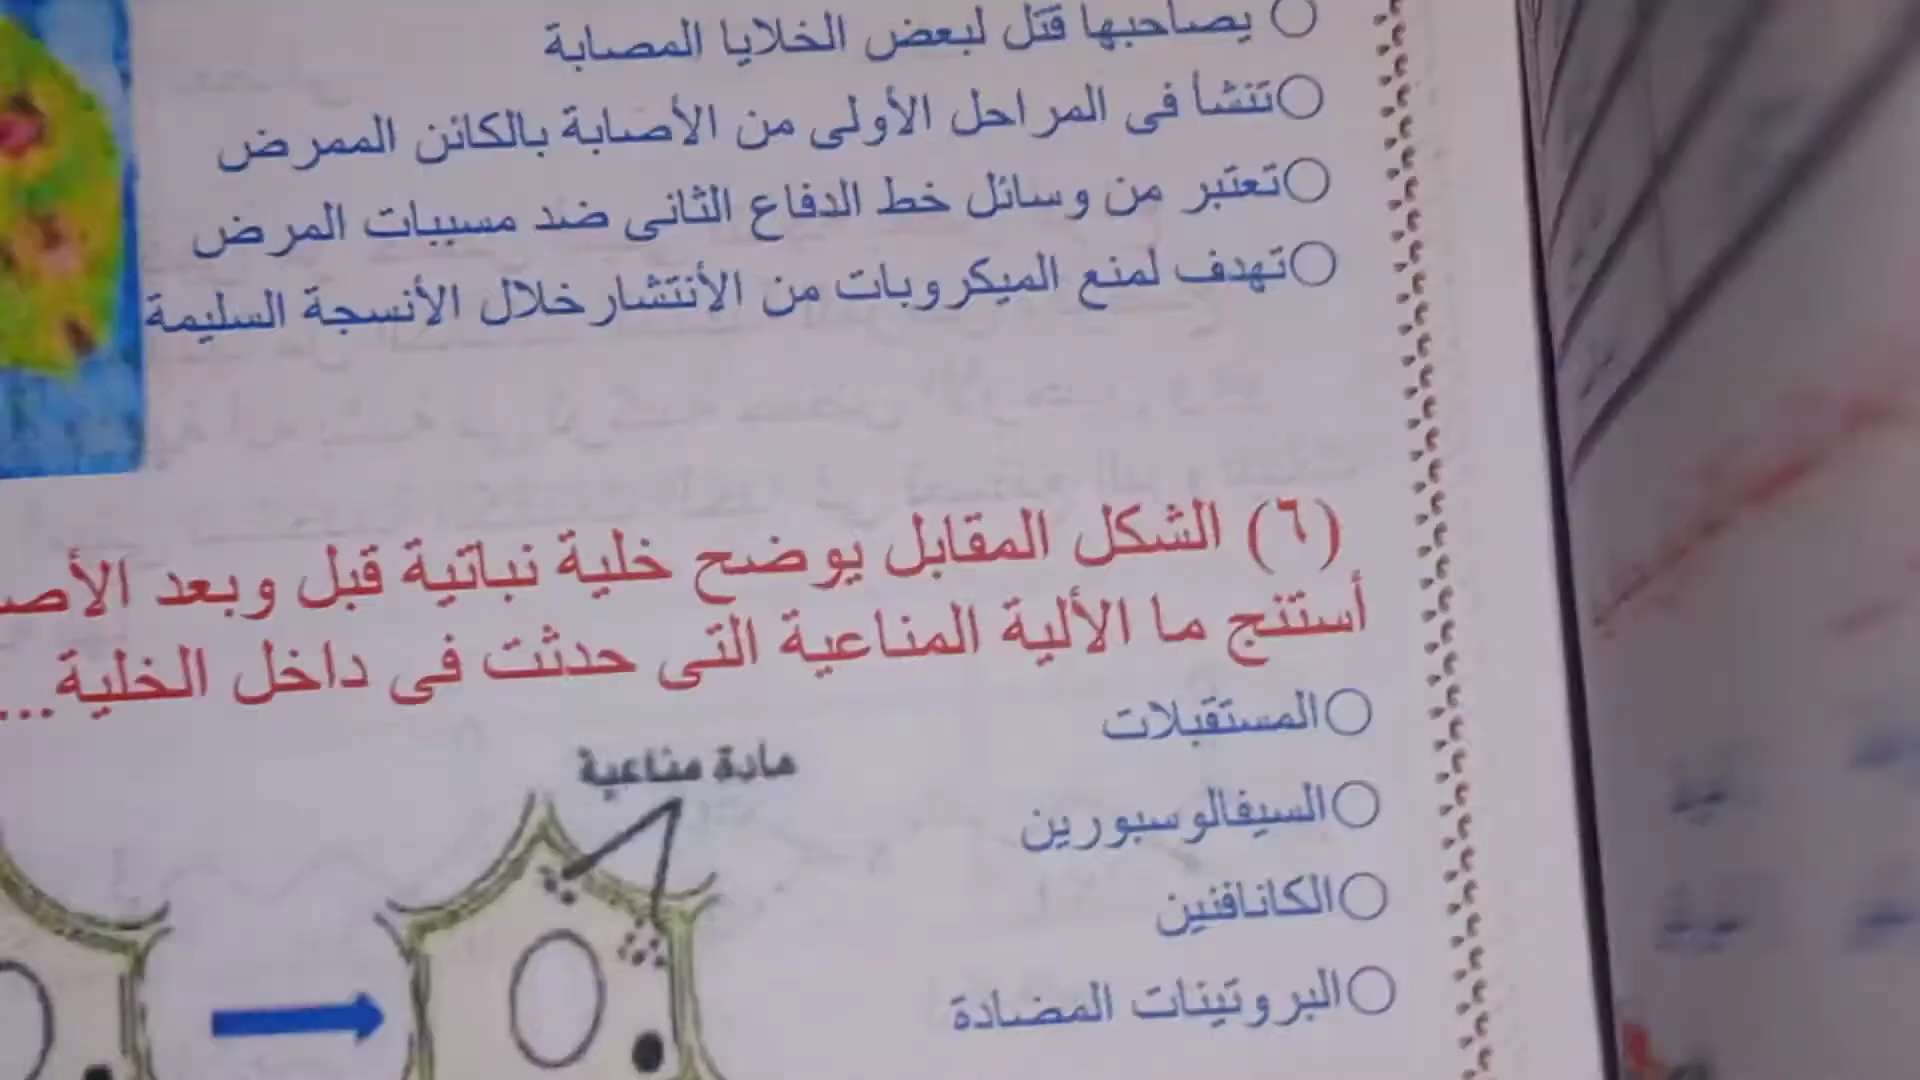 يصاحبها قتل لبعض الخلايا المصابة
تنشأ فى المراحل الأولى من الأصابة بالكائن الممرض
تعتبر من وسائل خط الدفاع الثانى ضد مسببات المرض
تهدف لمنع الميكروبات من الأنتشار خلال الأنسجة السليمة
(٦) الشكل المقابل يوضح خلية نباتية قبل وبعد
أستنتج ما الألية المناعية التى حدثت فى داخل الخلية ...
المستقبلات
السيفالوسبورين
الكانافنين
البروتينات المضادة
مادة مناعية